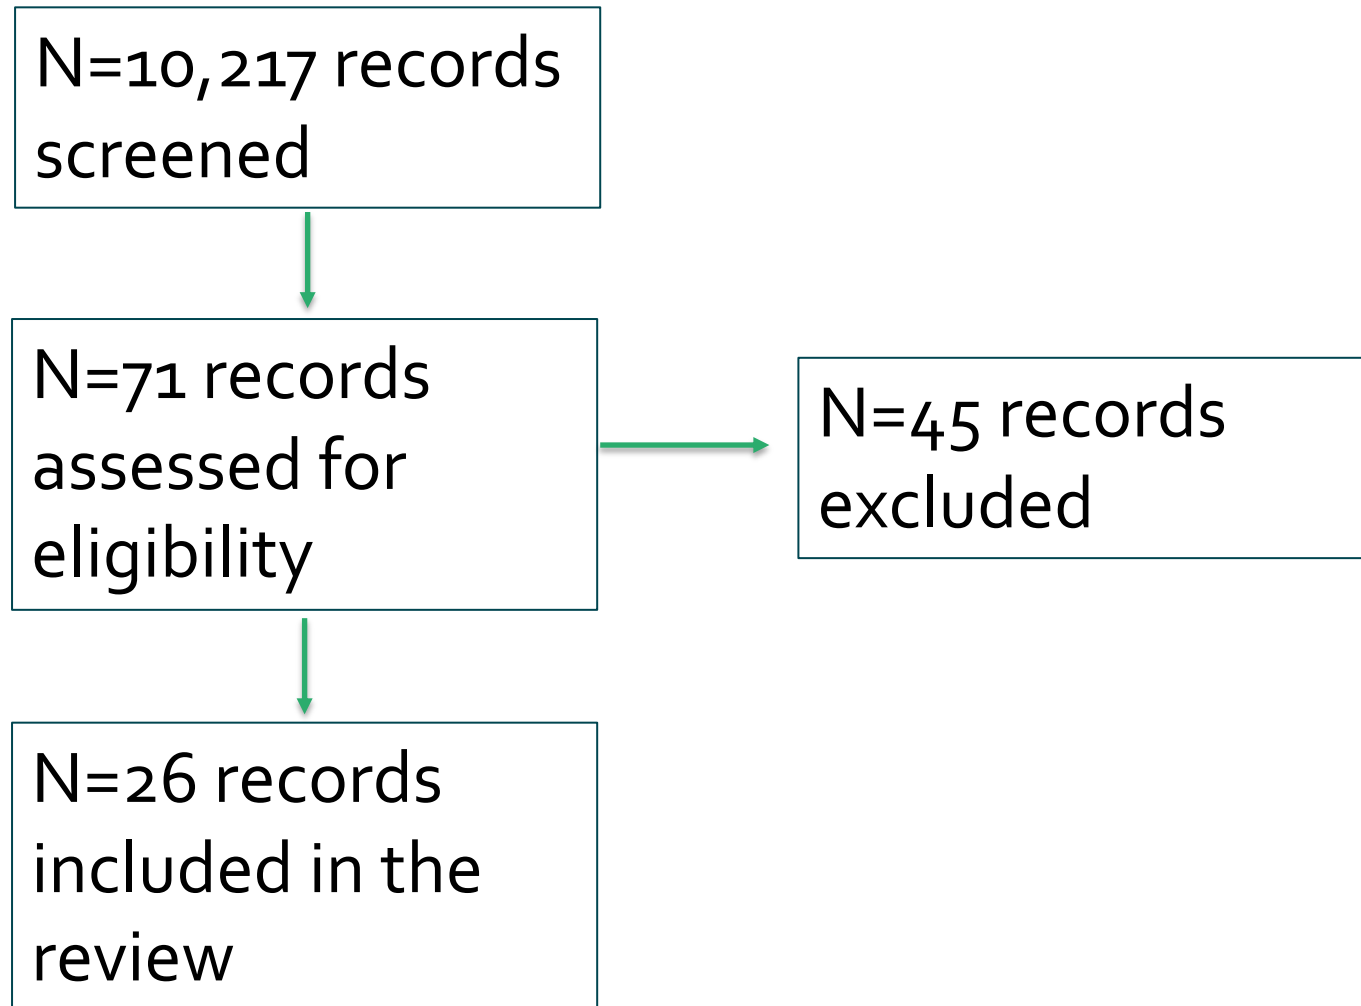 N=10,217 records
screened
N=71 records
assessed for
eligibility
N=45 records
excluded
N=26 records
included in the
review